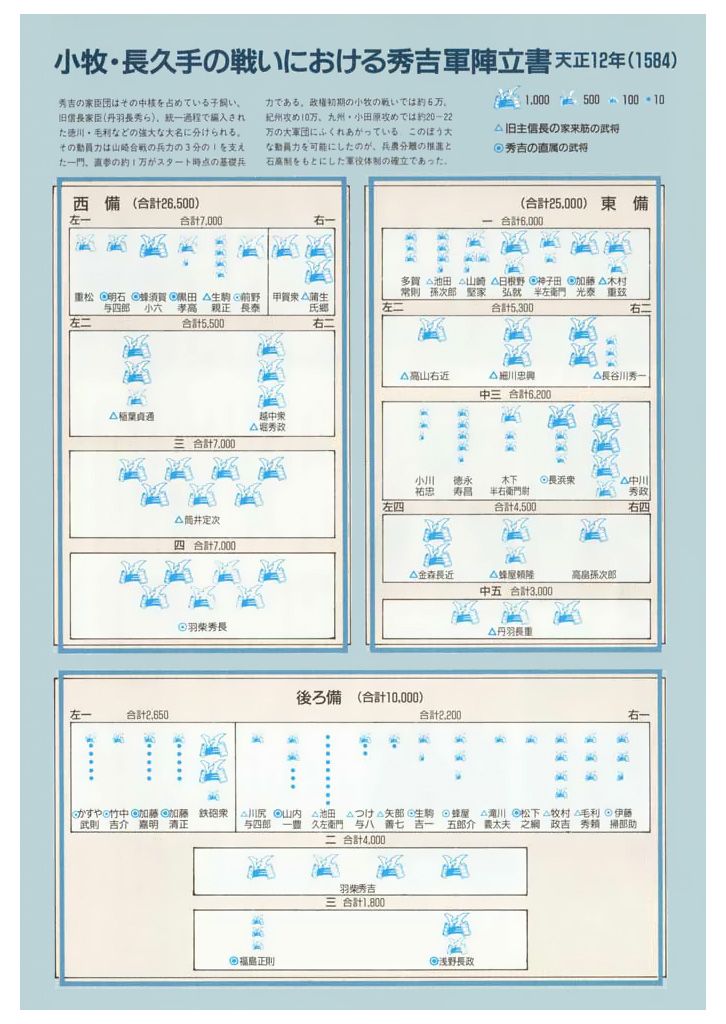 小牧・長久手の戦いにおける秀吉軍陣立書 天正12年(1584)
秀吉の家臣団はその中核を占めている子飼い、
旧信長家臣(丹羽長秀ら)、統一過程で編入され
た徳川・毛利などの強大な大名に分けられる。
その動員力は山崎合戦の兵力の3分の1を支え
た一門、直参の約1万がスタート時点の基礎兵
力である。政権初期の小牧の戦いでは約6万、
紀州攻め10万、九州・小田原攻めでは約20−22
万の大軍団にふくれあがっている このぼう大
な動員力を可能にしたのが、兵農分離の推進と
石高制をもとにした軍役体制の確立であった。
1,000 500 100 10
△旧主信長の家来筋の武将
◉秀吉の直属の武将
西備 (合計26,500)
左一 合計7,000 右一
重松 ◉明石与四郎 ◉蜂須賀小六 ◉黒田孝高 △生駒親正 ◉前野長泰 甲賀衆 △蒲生氏郷
左二 合計5,500 右二
△稲葉貞通
越中衆
△堀秀政
三 合計7,000
△筒井定次
四 合計7,000
⊙羽柴秀長
(合計25,000) 東備
一 合計6,000
多賀常則 △池田孫次郎 △山崎堅家 △日根野弘就 ◉神子田半左衛門 ◉加藤光泰 △木村重玆
左二 合計5,300 右二
△高山右近 △細川忠興 △長谷川秀一
中三 合計6,200
小川祐忠 徳永寿昌 木下半右衛門尉 ⊙長浜衆 △中川秀政
左四 合計4,500 右四
△金森長近 △蜂屋頼隆 高畠孫次郎
中五 合計3,000
△丹羽長重
後ろ備 (合計10,000)
左一 合計2,650 合計2,200 右一
⊙かすや武則 ⊙竹中吉介 ◉加藤嘉明 ◉加藤清正 鉄砲衆 △川尻与四郎 ◉山内一豊 △池田久左衛門 △つけ与八 △矢部善七 ⊙生駒吉一 ⊙蜂屋五郎介 △滝川義太夫 ◉松下之綱 △牧村政吉 △毛利秀頼 ⊙伊藤掃部助
二 合計4,000
羽柴秀吉
三 合計1,800
◉福島正則 ◉浅野長政